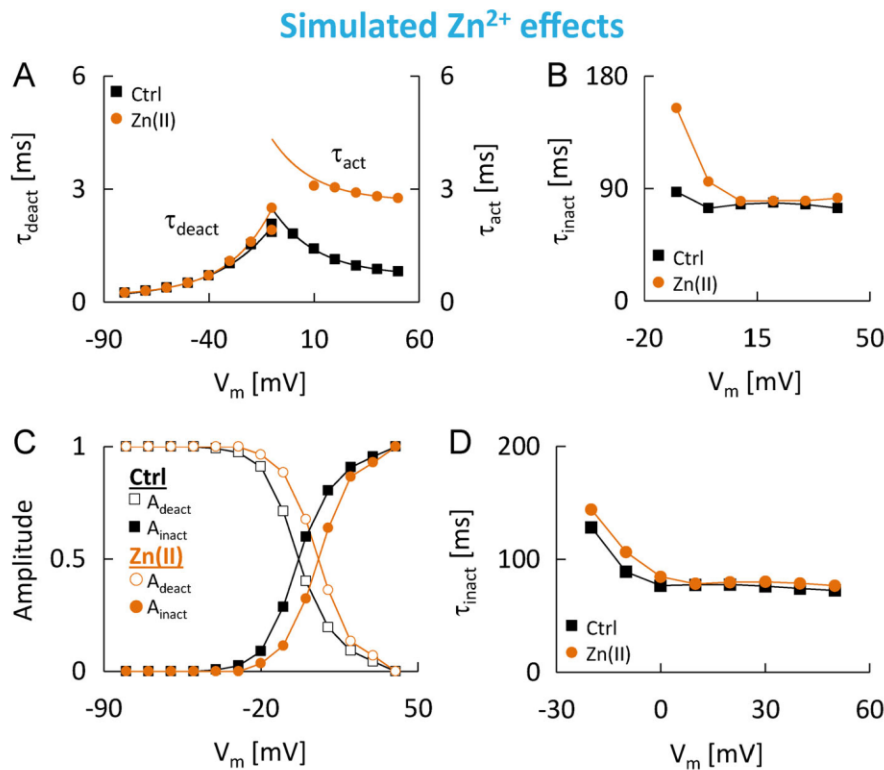 Simulated Zn²⁺ effects
A
6
3
0
τdeact [ms]
Ctrl
Zn(II)
τdeact
τact
6
3
0
τact [ms]
-90 -40 10 60
Vm [mV]
B
180
90
0
τinact [ms]
Ctrl
Zn(II)
-20 15 50
Vm [mV]
C
1
0.5
0
Amplitude
Ctrl
Adeact
Ainact
Zn(II)
Adeact
Ainact
-90 -20 50
Vm [mV]
D
200
100
0
τinact [ms]
Ctrl
Zn(II)
-30 0 30 60
Vm [mV]